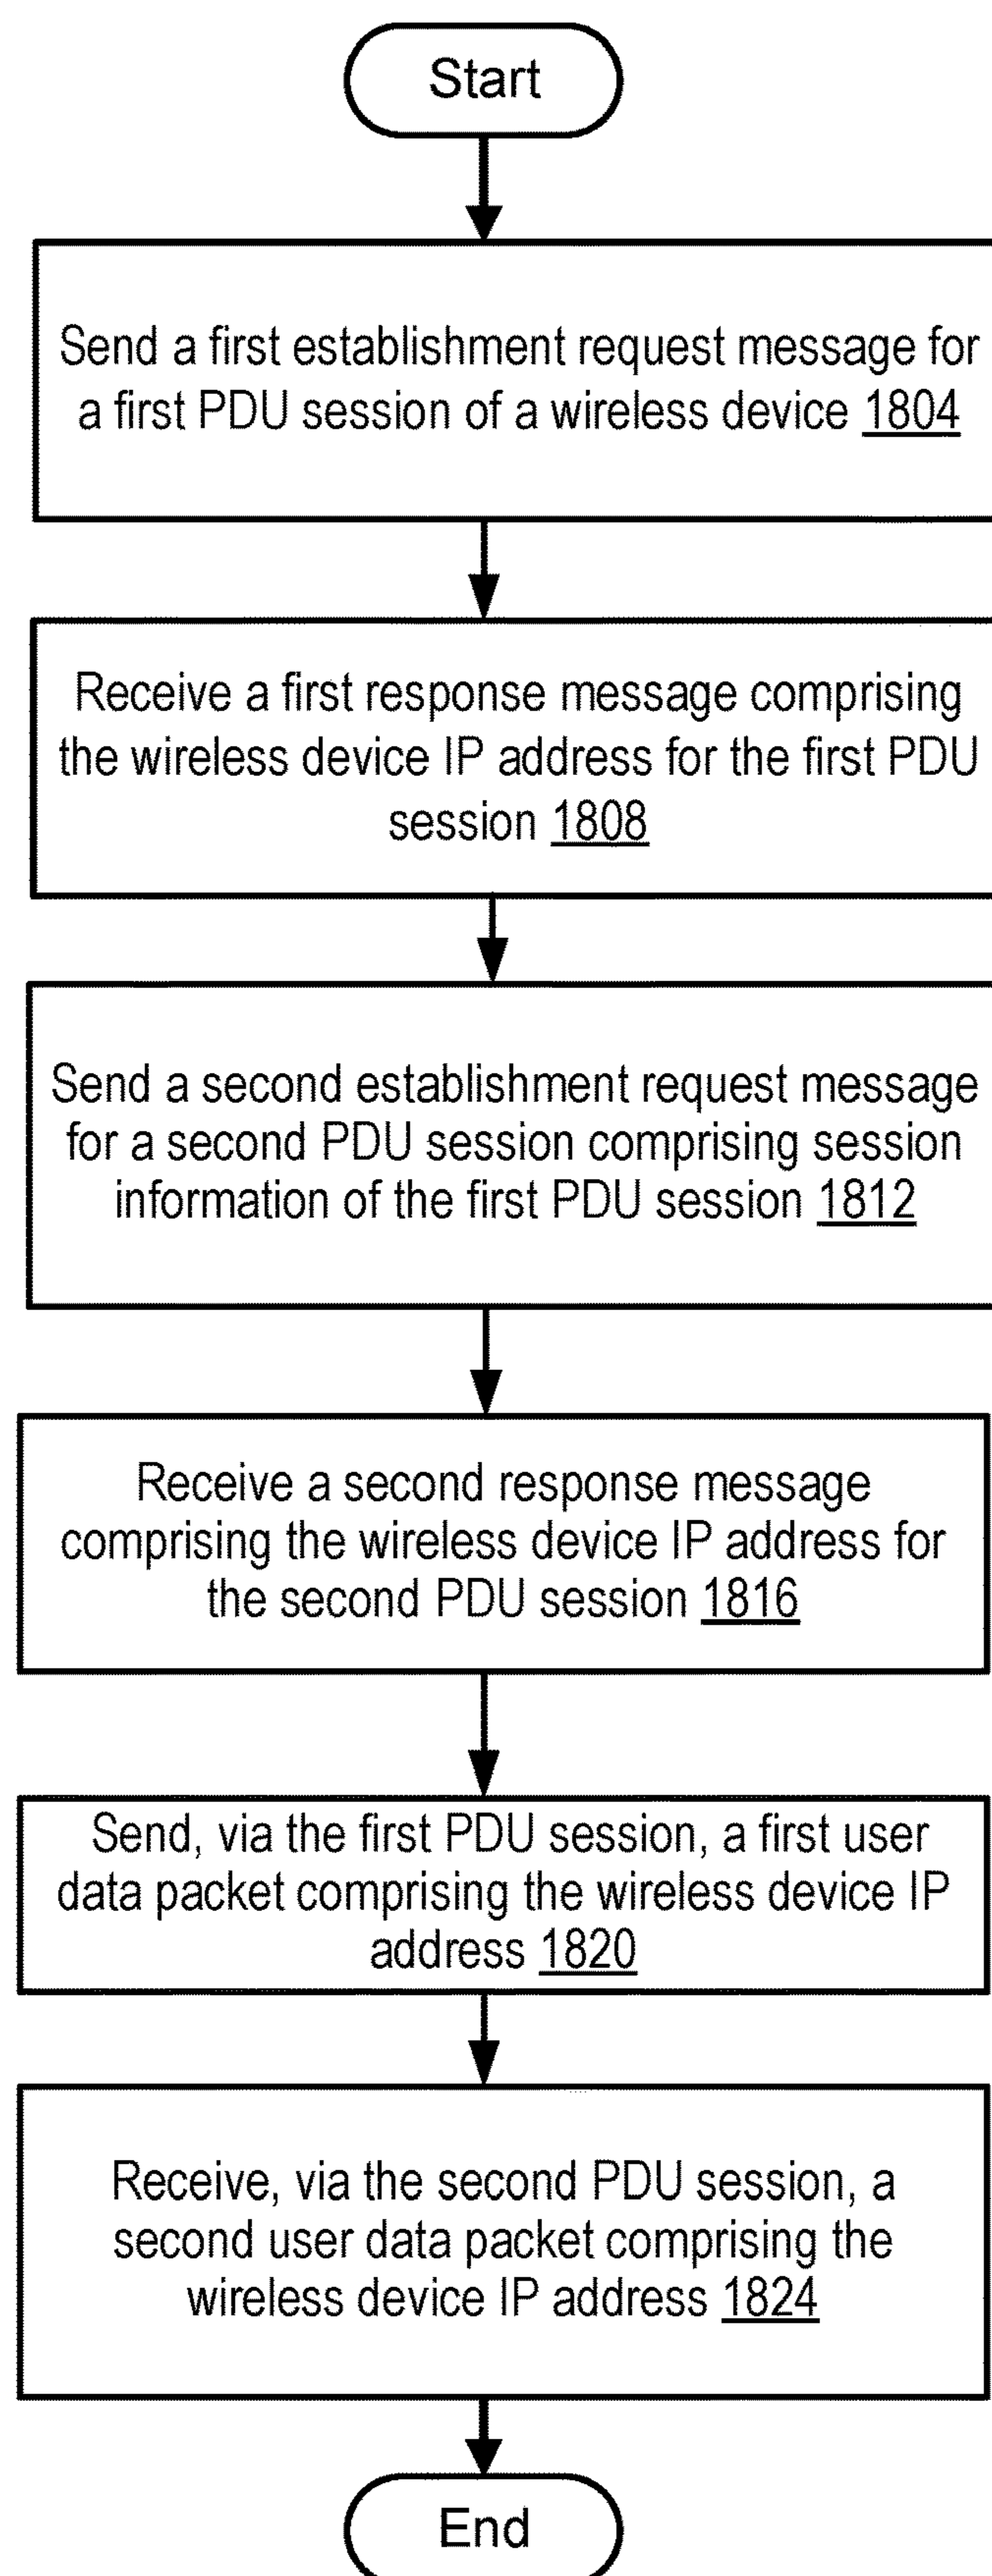 Start
Send a first establishment request message for
a first PDU session of a wireless device 1804
Receive a first response message comprising
the wireless device IP address for the first PDU
session 1808
Send a second establishment request message
for a second PDU session comprising session
information of the first PDU session 1812
Receive a second response message
comprising the wireless device IP address for
the second PDU session 1816
Send, via the first PDU session, a first user
data packet comprising the wireless device IP
address 1820
Receive, via the second PDU session, a
second user data packet comprising the
wireless device IP address 1824
End